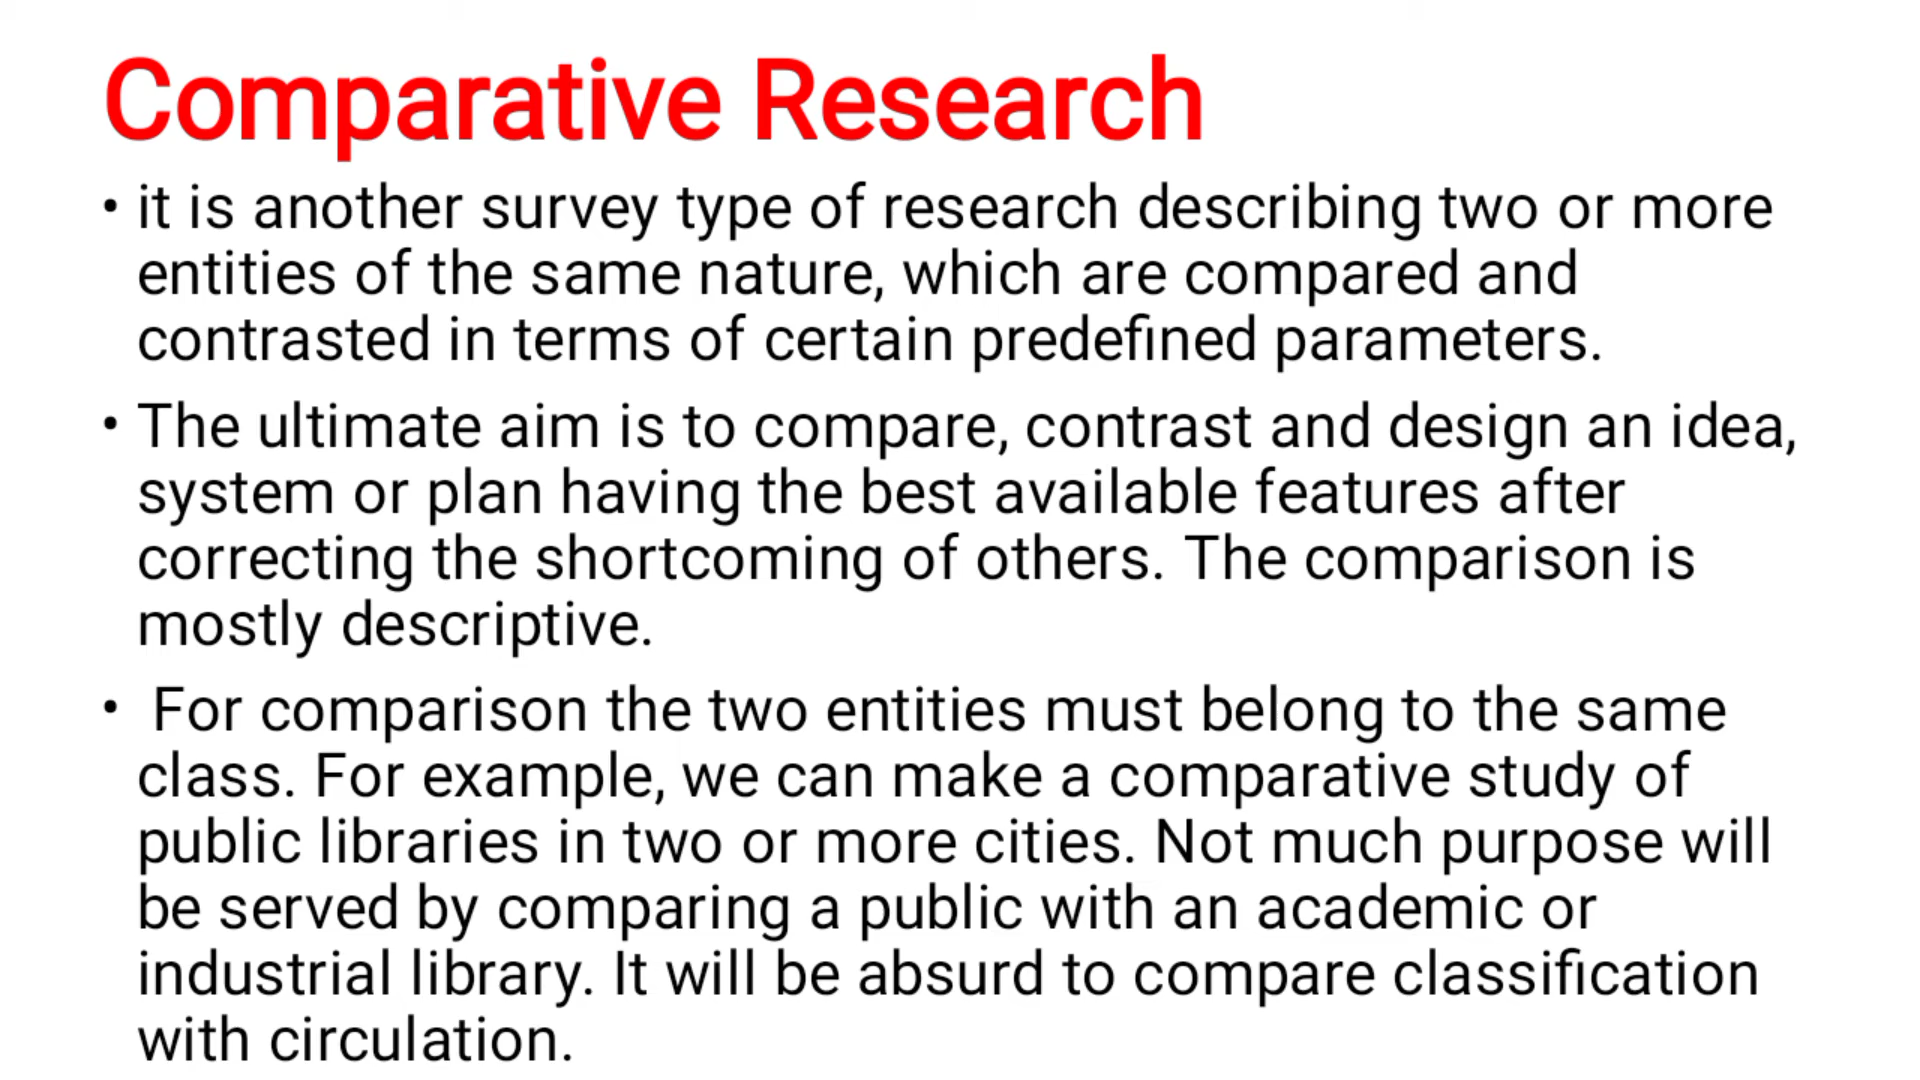 Comparative Research
• it is another survey type of research describing two or more
entities of the same nature, which are compared and
contrasted in terms of certain predefined parameters.
• The ultimate aim is to compare, contrast and design an idea,
system or plan having the best available features after
correcting the shortcoming of others. The comparison is
mostly descriptive.
• For comparison the two entities must belong to the same
class. For example, we can make a comparative study of
public libraries in two or more cities. Not much purpose will
be served by comparing a public with an academic or
industrial library. It will be absurd to compare classification
with circulation.